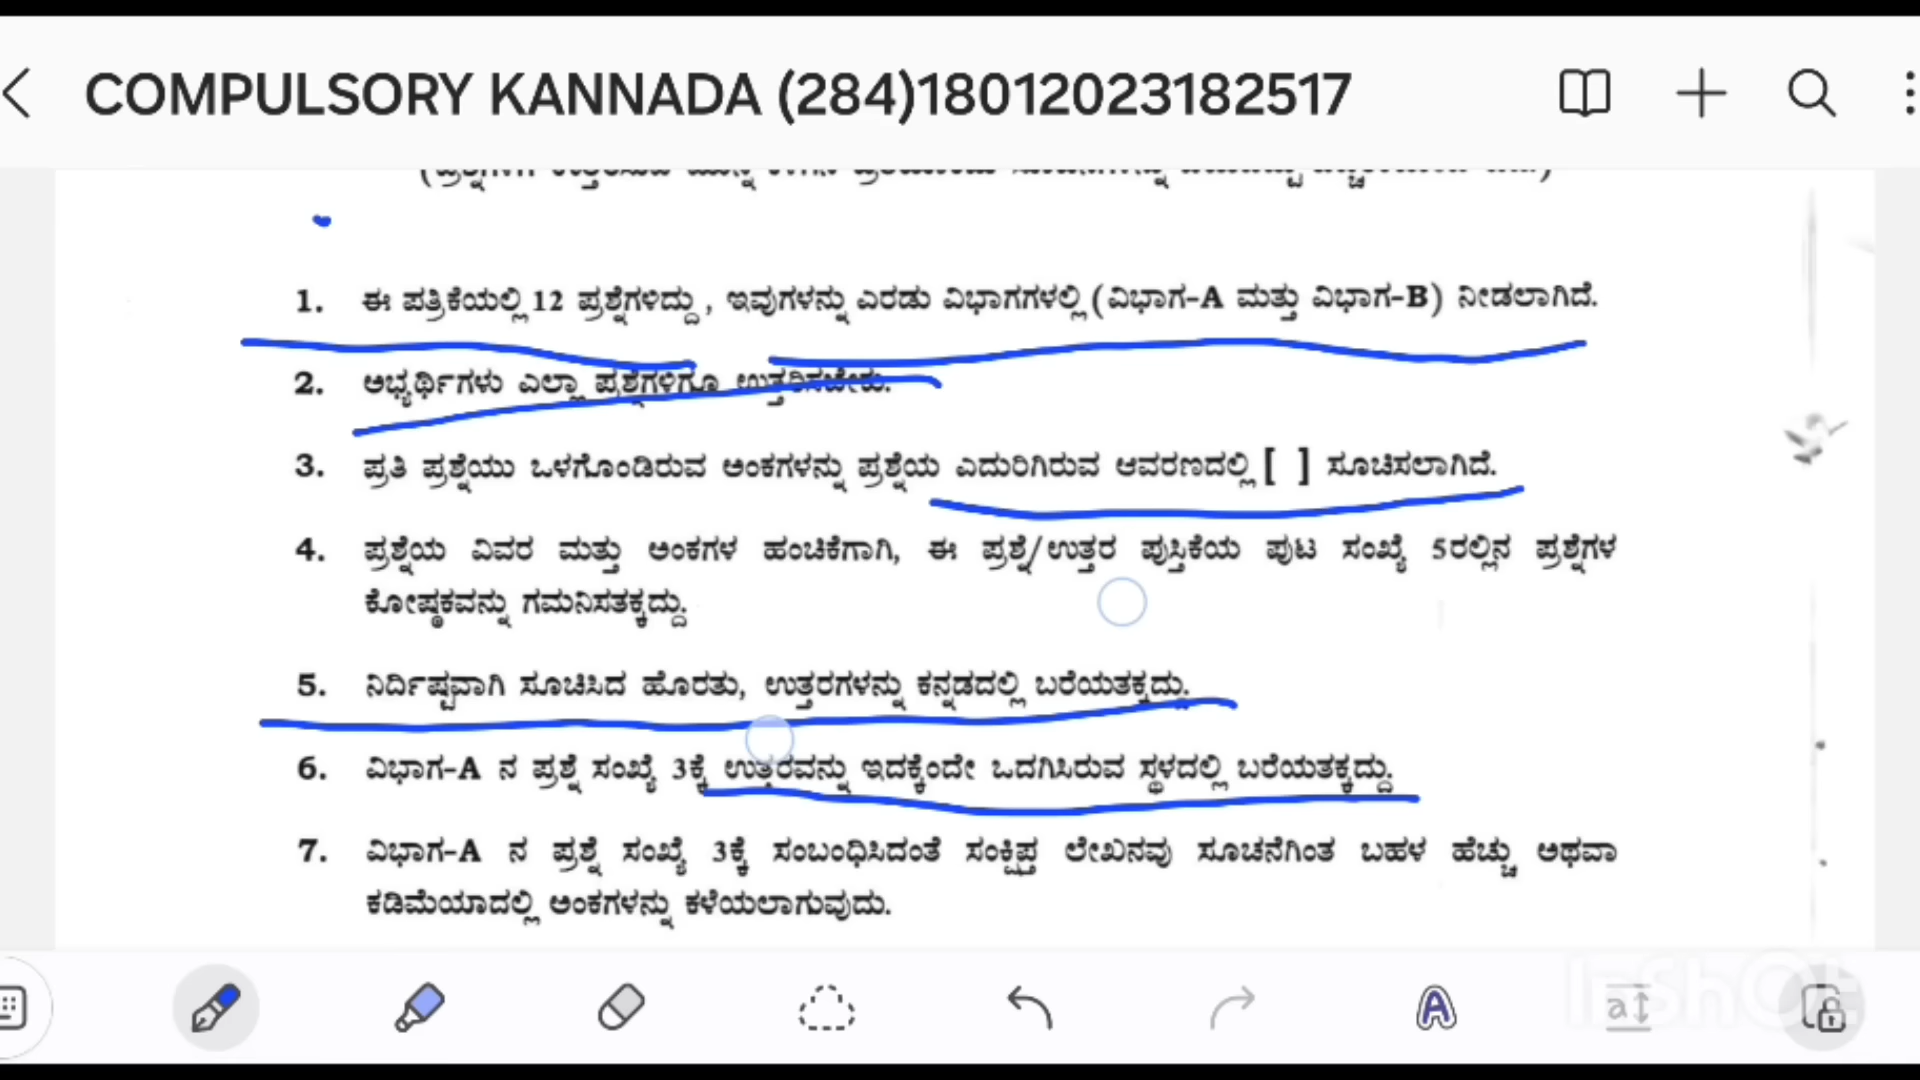 COMPULSORY KANNADA (284)18012023182517
1. ಈ ಪತ್ರಿಕೆಯಲ್ಲಿ 12 ಪ್ರಶ್ನೆಗಳಿದ್ದು, ಇವುಗಳನ್ನು ಎರಡು ವಿಭಾಗಗಳಲ್ಲಿ (ವಿಭಾಗ-A ಮತ್ತು ವಿಭಾಗ-B) ನೀಡಲಾಗಿದೆ.
2. ಅಭ್ಯರ್ಥಿಗಳು ಎಲ್ಲಾ ಪ್ರಶ್ನೆಗಳಿಗೂ ಉತ್ತರಿಸಬೇಕು.
3. ಪ್ರತಿ ಪ್ರಶ್ನೆಯು ಒಳಗೊಂಡಿರುವ ಅಂಕಗಳನ್ನು ಪ್ರಶ್ನೆಯ ಎದುರಿಗಿರುವ ಆವರಣದಲ್ಲಿ [ ] ಸೂಚಿಸಲಾಗಿದೆ.
4. ಪ್ರಶ್ನೆಯ ವಿವರ ಮತ್ತು ಅಂಕಗಳ ಹಂಚಿಕೆಗಾಗಿ, ಈ ಪ್ರಶ್ನೆ/ಉತ್ತರ ಪುಸ್ತಿಕೆಯ ಪುಟ ಸಂಖ್ಯೆ 5ರಲ್ಲಿನ ಪ್ರಶ್ನೆಗಳ
ಕೋಷ್ಠಕವನ್ನು ಗಮನಿಸತಕ್ಕದ್ದು.
5. ನಿರ್ದಿಷ್ಟವಾಗಿ ಸೂಚಿಸಿದ ಹೊರತು, ಉತ್ತರಗಳನ್ನು ಕನ್ನಡದಲ್ಲಿ ಬರೆಯತಕ್ಕದ್ದು.
6. ವಿಭಾಗ-A ನ ಪ್ರಶ್ನೆ ಸಂಖ್ಯೆ 3ಕ್ಕೆ ಉತ್ತರವನ್ನು ಇದಕ್ಕೆಂದೇ ಒದಗಿಸಿರುವ ಸ್ಥಳದಲ್ಲಿ ಬರೆಯತಕ್ಕದ್ದು.
7. ವಿಭಾಗ-A ನ ಪ್ರಶ್ನೆ ಸಂಖ್ಯೆ 3ಕ್ಕೆ ಸಂಬಂಧಿಸಿದಂತೆ ಸಂಕ್ಷಿಪ್ತ ಲೇಖನವು ಸೂಚನೆಗಿಂತ ಬಹಳ ಹೆಚ್ಚು ಅಥವಾ
ಕಡಿಮೆಯಾದಲ್ಲಿ ಅಂಕಗಳನ್ನು ಕಳೆಯಲಾಗುವುದು.
InShOt